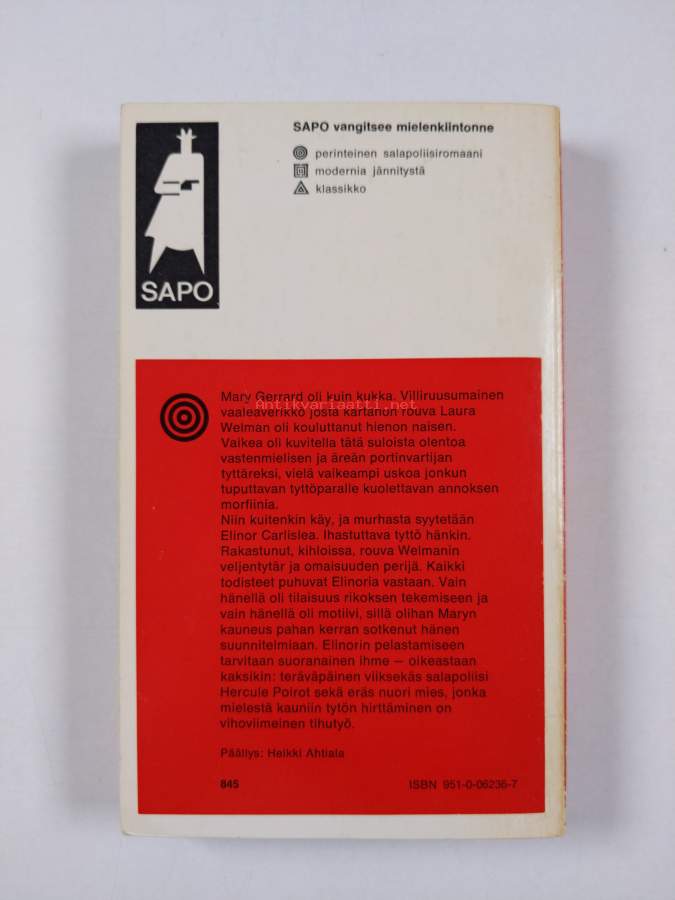 SAPO vangitsee mielenkiintonne
perinteinen salapoliisiromaani
modernia jännitystä
klassikko
SAPO
Mary Gerrard oli kuin kukka. Villiruusumainen
Antikvariaatti.net
vaaleaverikko josta kartanon rouva Laura
Welman oli kouluttanut hienon naisen.
Vaikea oli kuvitella tätä suloista olentoa
vastenmielisen ja äreän portinvartijan
tyttäreksi, vielä vaikeampi uskoa jonkun
tuputtavan tyttöparalle kuolettavan annoksen
morfiinia.
Niin kuitenkin käy, ja murhasta syytetään
Elinor Carlislea. Ihastuttava tyttö hänkin.
Rakastunut, kihloissa, rouva Welmanin
veljentytär ja omaisuuden perijä. Kaikki
todisteet puhuvat Elinoria vastaan. Vain
hänellä oli tilaisuus rikoksen tekemiseen ja
vain hänellä oli motiivi, sillä olihan Maryn
kauneus pahan kerran sotkenut hänen
suunnitelmiaan. Elinorin pelastamiseen
tarvitaan suoranainen ihme — oikeastaan
kaksikin: teräväpäinen viiksekäs salapoliisi
Hercule Poirot sekä eräs nuori mies, jonka
mielestä kauniin tytön hirttäminen on
vihoviimeinen tihutyö.
Päällys: Heikki Ahtiala
845
ISBN 951-0-06236-7